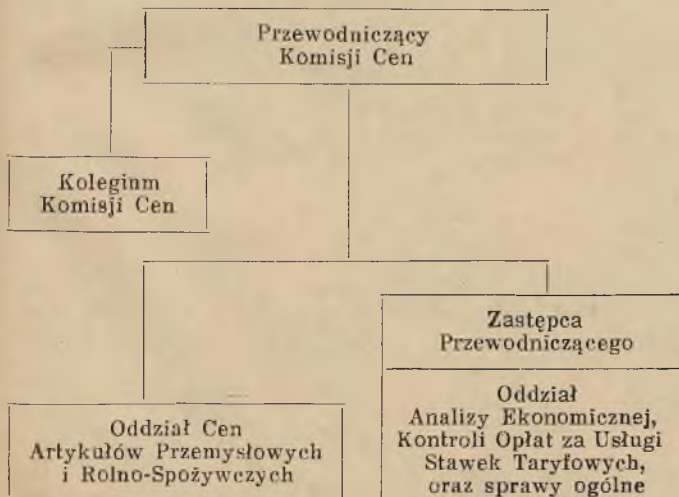 Przewodniczący
Komisji Cen
Kolegium
Komisji Cen
Zastępca
Przewodniczącego
Oddział Cen
Artykułów Przemysłowych
i Rolno-Spożywczych
Oddział
Analizy Ekonomicznej,
Kontroli Opłat za Usługi
Stawek Taryfowych,
oraz sprawy ogólne